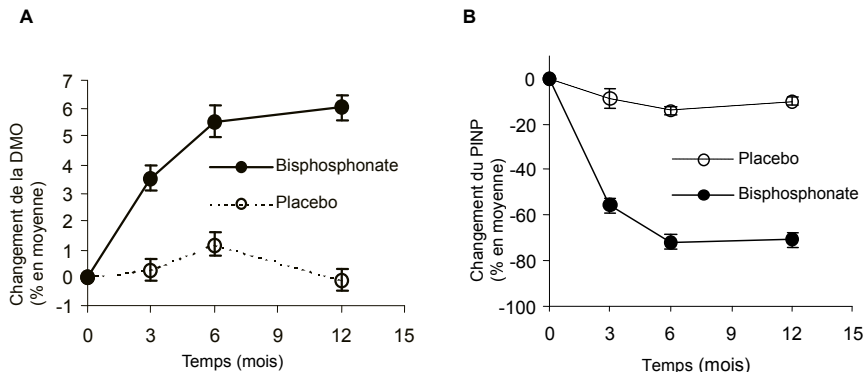 A
Changement de la DMO
(% en moyenne)
7
6
5
4
3
2
1
0
-1
Bisphosphonate
Placebo
0 3 6 9 12 15
Temps (mois)
B
Changement du PINP
(% en moyenne)
0
-20
-40
-60
-80
-100
Placebo
Bisphosphonate
0 3 6 9 12 15
Temps (mois)